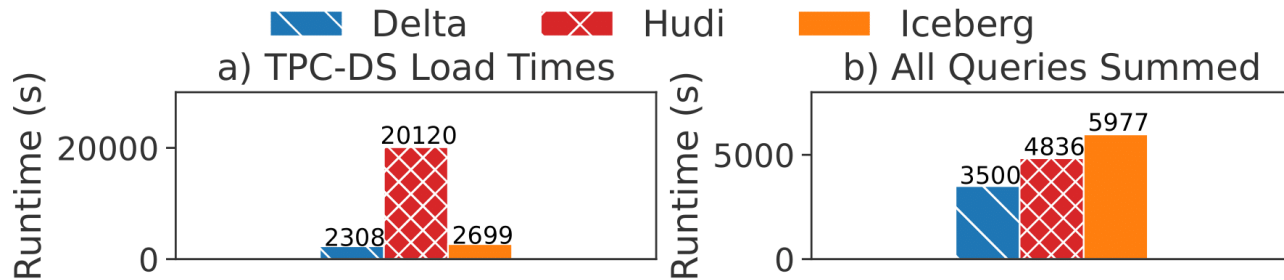 Delta Hudi Iceberg
a) TPC-DS Load Times
Runtime (s)
20000
0
2308
20120
2699
b) All Queries Summed
Runtime (s)
5000
0
3500
4836
5977